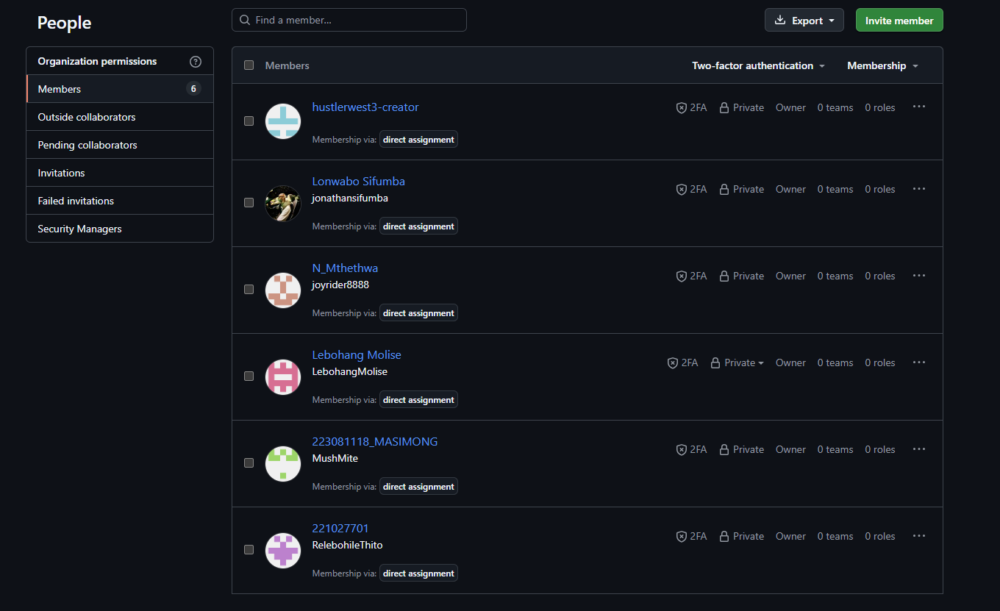 People
Find a member...
Export
Invite member
Organization permissions
Members 6
Outside collaborators
Pending collaborators
Invitations
Failed invitations
Security Managers
Members Two-factor authentication Membership
hustlerwest3-creator 2FA Private Owner 0 teams 0 roles
Membership via: direct assignment
Lonwabo Sifumba
jonathansifumba 2FA Private Owner 0 teams 0 roles
Membership via: direct assignment
N_Mthethwa
joyrider8888 2FA Private Owner 0 teams 0 roles
Membership via: direct assignment
Lebohang Molise
LebohangMolise 2FA Private Owner 0 teams 0 roles
Membership via: direct assignment
223081118_MASIMONG
MushMite 2FA Private Owner 0 teams 0 roles
Membership via: direct assignment
221027701
RelebohileThito 2FA Private Owner 0 teams 0 roles
Membership via: direct assignment